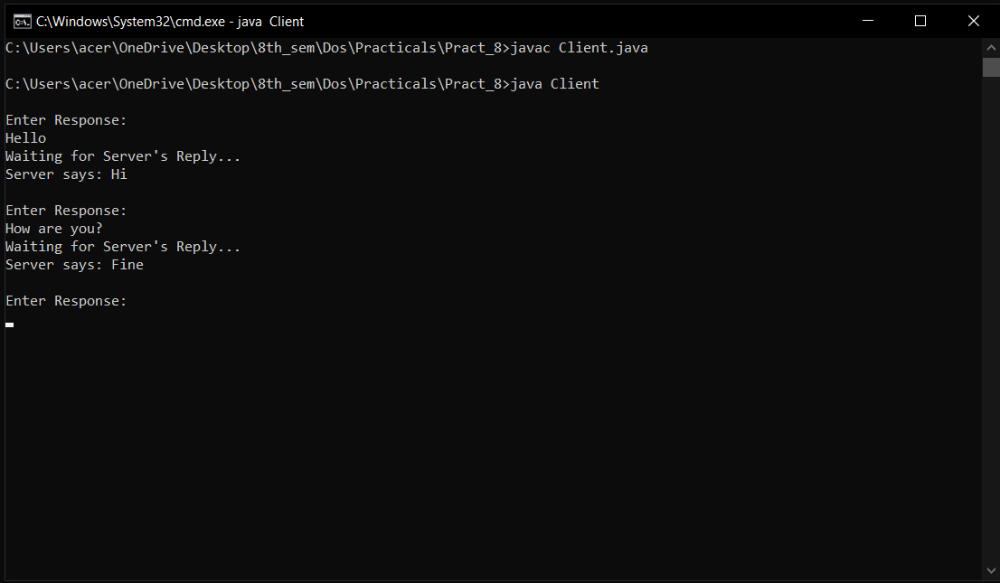 C:\Windows\System32\cmd.exe - java  Client
C:\Users\acer\OneDrive\Desktop\8th_sem\Dos\Practicals\Pract_8>javac Client.java
C:\Users\acer\OneDrive\Desktop\8th_sem\Dos\Practicals\Pract_8>java Client
Enter Response:
Hello
Waiting for Server's Reply...
Server says: Hi
Enter Response:
How are you?
Waiting for Server's Reply...
Server says: Fine
Enter Response: